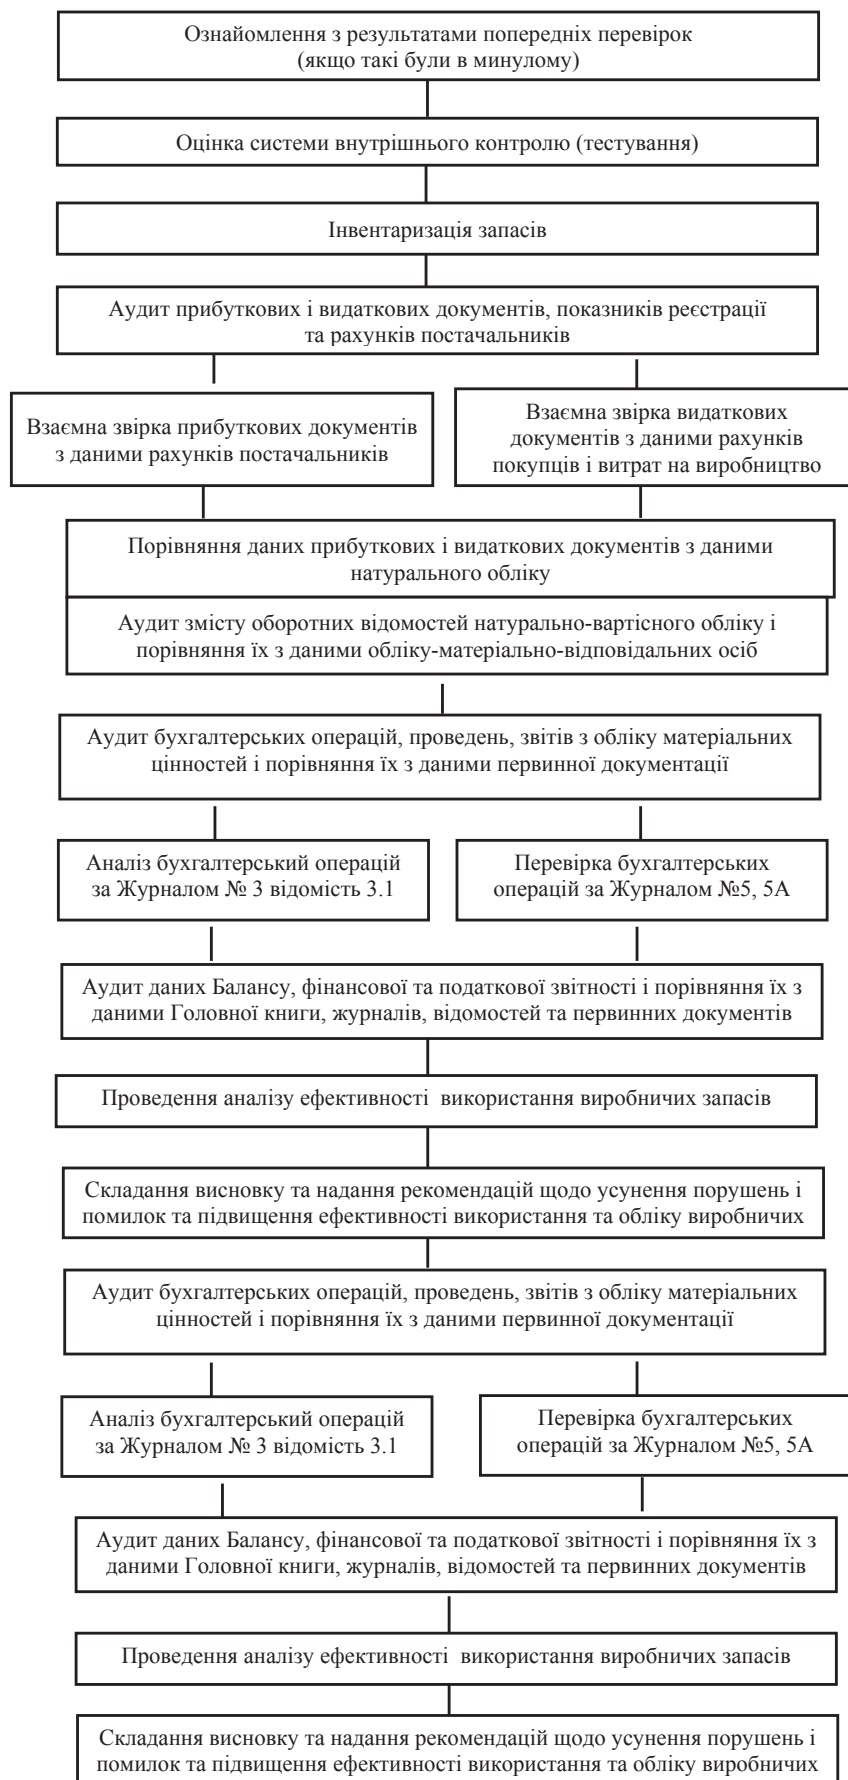 Ознайомлення з результатами попередніх перевірок
(якщо такі були в минулому)
Оцінка системи внутрішнього контролю (тестування)
Інвентаризація запасів
Аудит прибуткових і видаткових документів, показників реєстрації
та рахунків постачальників
Взаємна звірка прибуткових документів
з даними рахунків постачальників
Взаємна звірка видаткових
документів з даними рахунків
покупців і витрат на виробництво
Порівняння даних прибуткових і видаткових документів з даними
натурального обліку
Аудит змісту оборотних відомостей натурально-вартісного обліку і
порівняння їх з даними обліку-матеріально-відповідальних осіб
Аудит бухгалтерських операцій, проведень, звітів з обліку матеріальних
цінностей і порівняння їх з даними первинної документації
Аналіз бухгалтерський операцій
за Журналом № 3 відомість 3.1
Перевірка бухгалтерських
операцій за Журналом №5, 5А
Аудит даних Балансу, фінансової та податкової звітності і порівняння їх з
даними Головної книги, журналів, відомостей та первинних документів
Проведення аналізу ефективності використання виробничих запасів
Складання висновку та надання рекомендацій щодо усунення порушень і
помилок та підвищення ефективності використання та обліку виробничих
Аудит бухгалтерських операцій, проведень, звітів з обліку матеріальних
цінностей і порівняння їх з даними первинної документації
Аналіз бухгалтерський операцій
за Журналом № 3 відомість 3.1
Перевірка бухгалтерських
операцій за Журналом №5, 5А
Аудит даних Балансу, фінансової та податкової звітності і порівняння їх з
даними Головної книги, журналів, відомостей та первинних документів
Проведення аналізу ефективності використання виробничих запасів
Складання висновку та надання рекомендацій щодо усунення порушень і
помилок та підвищення ефективності використання та обліку виробничих